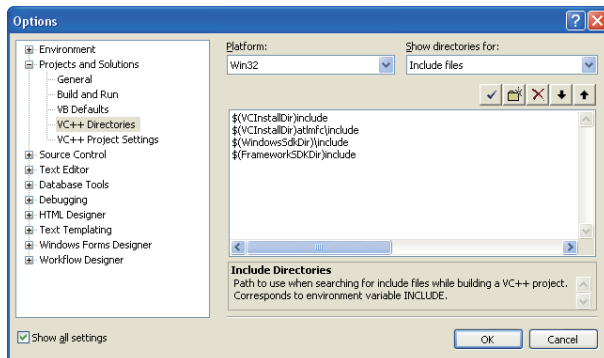 Options
Environment
Projects and Solutions
General
Build and Run
VB Defaults
VC++ Directories
VC++ Project Settings
Source Control
Text Editor
Database Tools
Debugging
HTML Designer
Text Templating
Windows Forms Designer
Workflow Designer
Show all settings
Platform:
Show directories for:
Win32
Include files
$(VCInstallDir)include
$(VCInstallDir)atlmfc\include
$(WindowsSdkDir)\include
$(FrameworkSDKDir)include
Include Directories
Path to use when searching for include files while building a VC++ project.
Corresponds to environment variable INCLUDE.
OK
Cancel